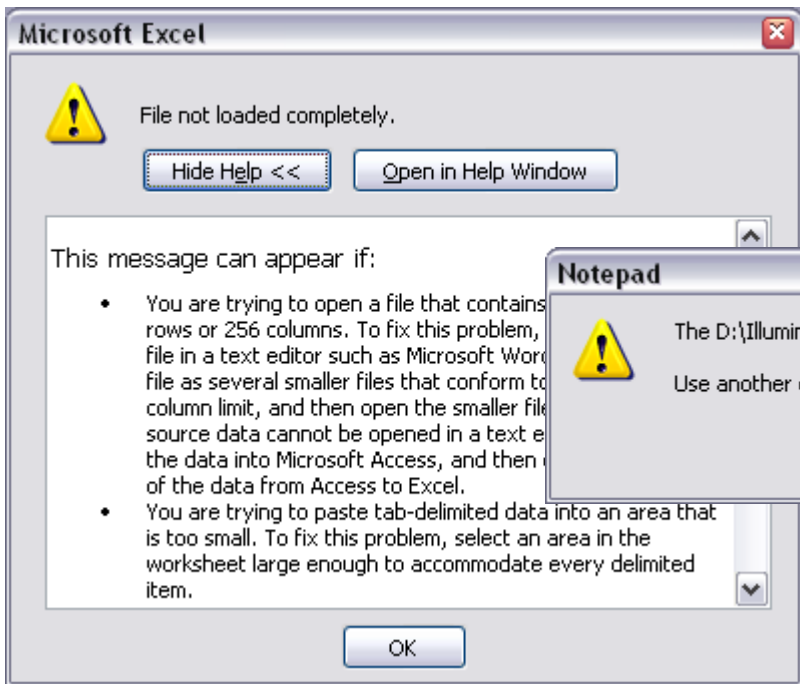 Microsoft Excel
File not loaded completely.
Hide Help <<
Open in Help Window
This message can appear if:
• You are trying to open a file that contains
rows or 256 columns. To fix this problem,
file in a text editor such as Microsoft Word
file as several smaller files that conform to
column limit, and then open the smaller file
source data cannot be opened in a text e
the data into Microsoft Access, and then
of the data from Access to Excel.
• You are trying to paste tab-delimited data into an area that
is too small. To fix this problem, select an area in the
worksheet large enough to accommodate every delimited
item.
OK
Notepad
The D:\Illumin
Use another